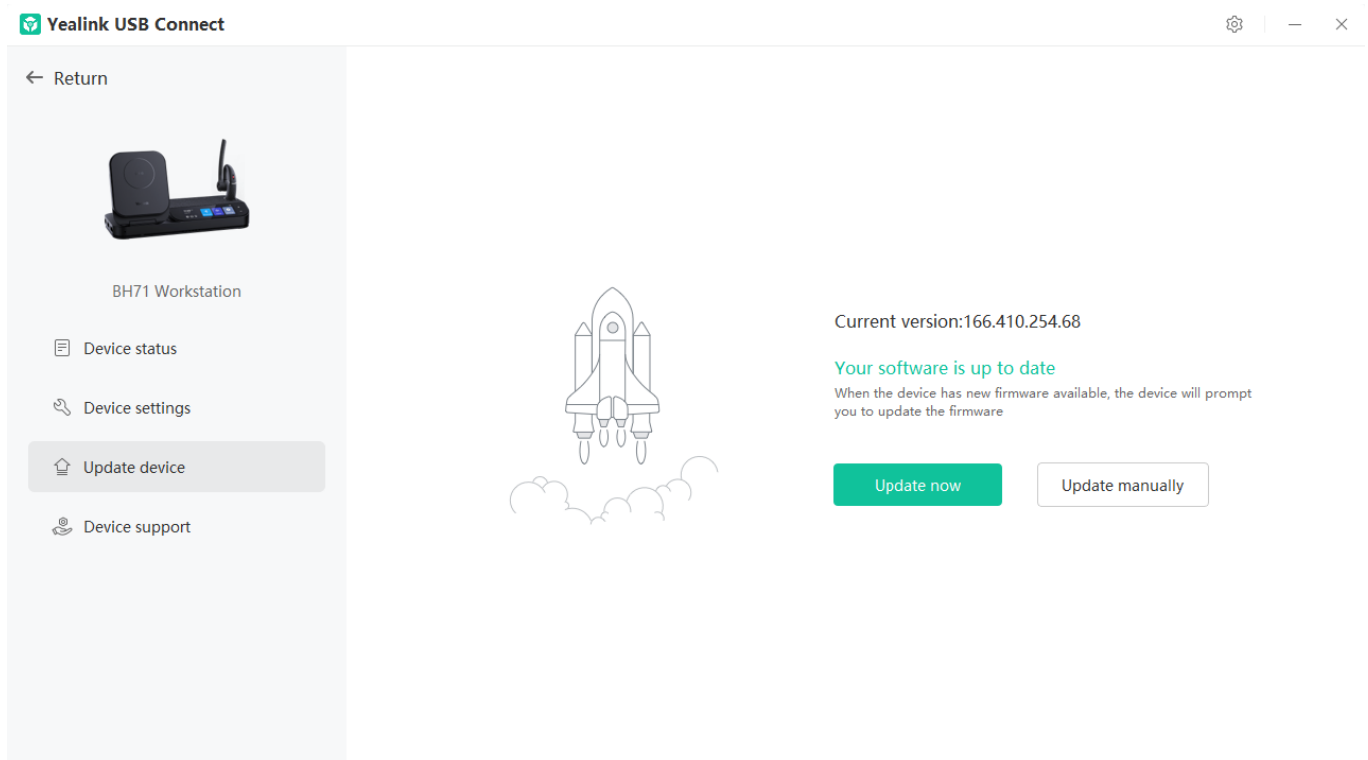 Yealink USB Connect
Return
BH71 Workstation
Device status
Device settings
Update device
Device support
Current version:166.410.254.68
Your software is up to date
When the device has new firmware available, the device will prompt
you to update the firmware
Update now
Update manually